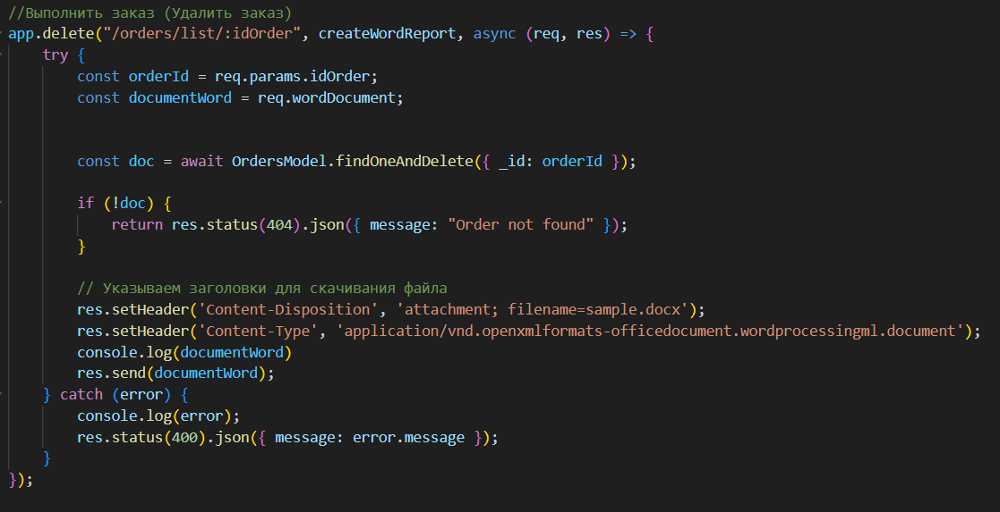 //Выполнить заказ (Удалить заказ)
app.delete("/orders/list/:idOrder", createWordReport, async (req, res) => {
    try {
        const orderId = req.params.idOrder;
        const documentWord = req.wordDocument;
        const doc = await OrdersModel.findOneAndDelete({ _id: orderId });
        if (!doc) {
            return res.status(404).json({ message: "Order not found" });
        }
        // Указываем заголовки для скачивания файла
        res.setHeader('Content-Disposition', 'attachment; filename=sample.docx');
        res.setHeader('Content-Type', 'application/vnd.openxmlformats-officedocument.wordprocessingml.document');
        console.log(documentWord)
        res.send(documentWord);
    } catch (error) {
        console.log(error);
        res.status(400).json({ message: error.message });
    }
});